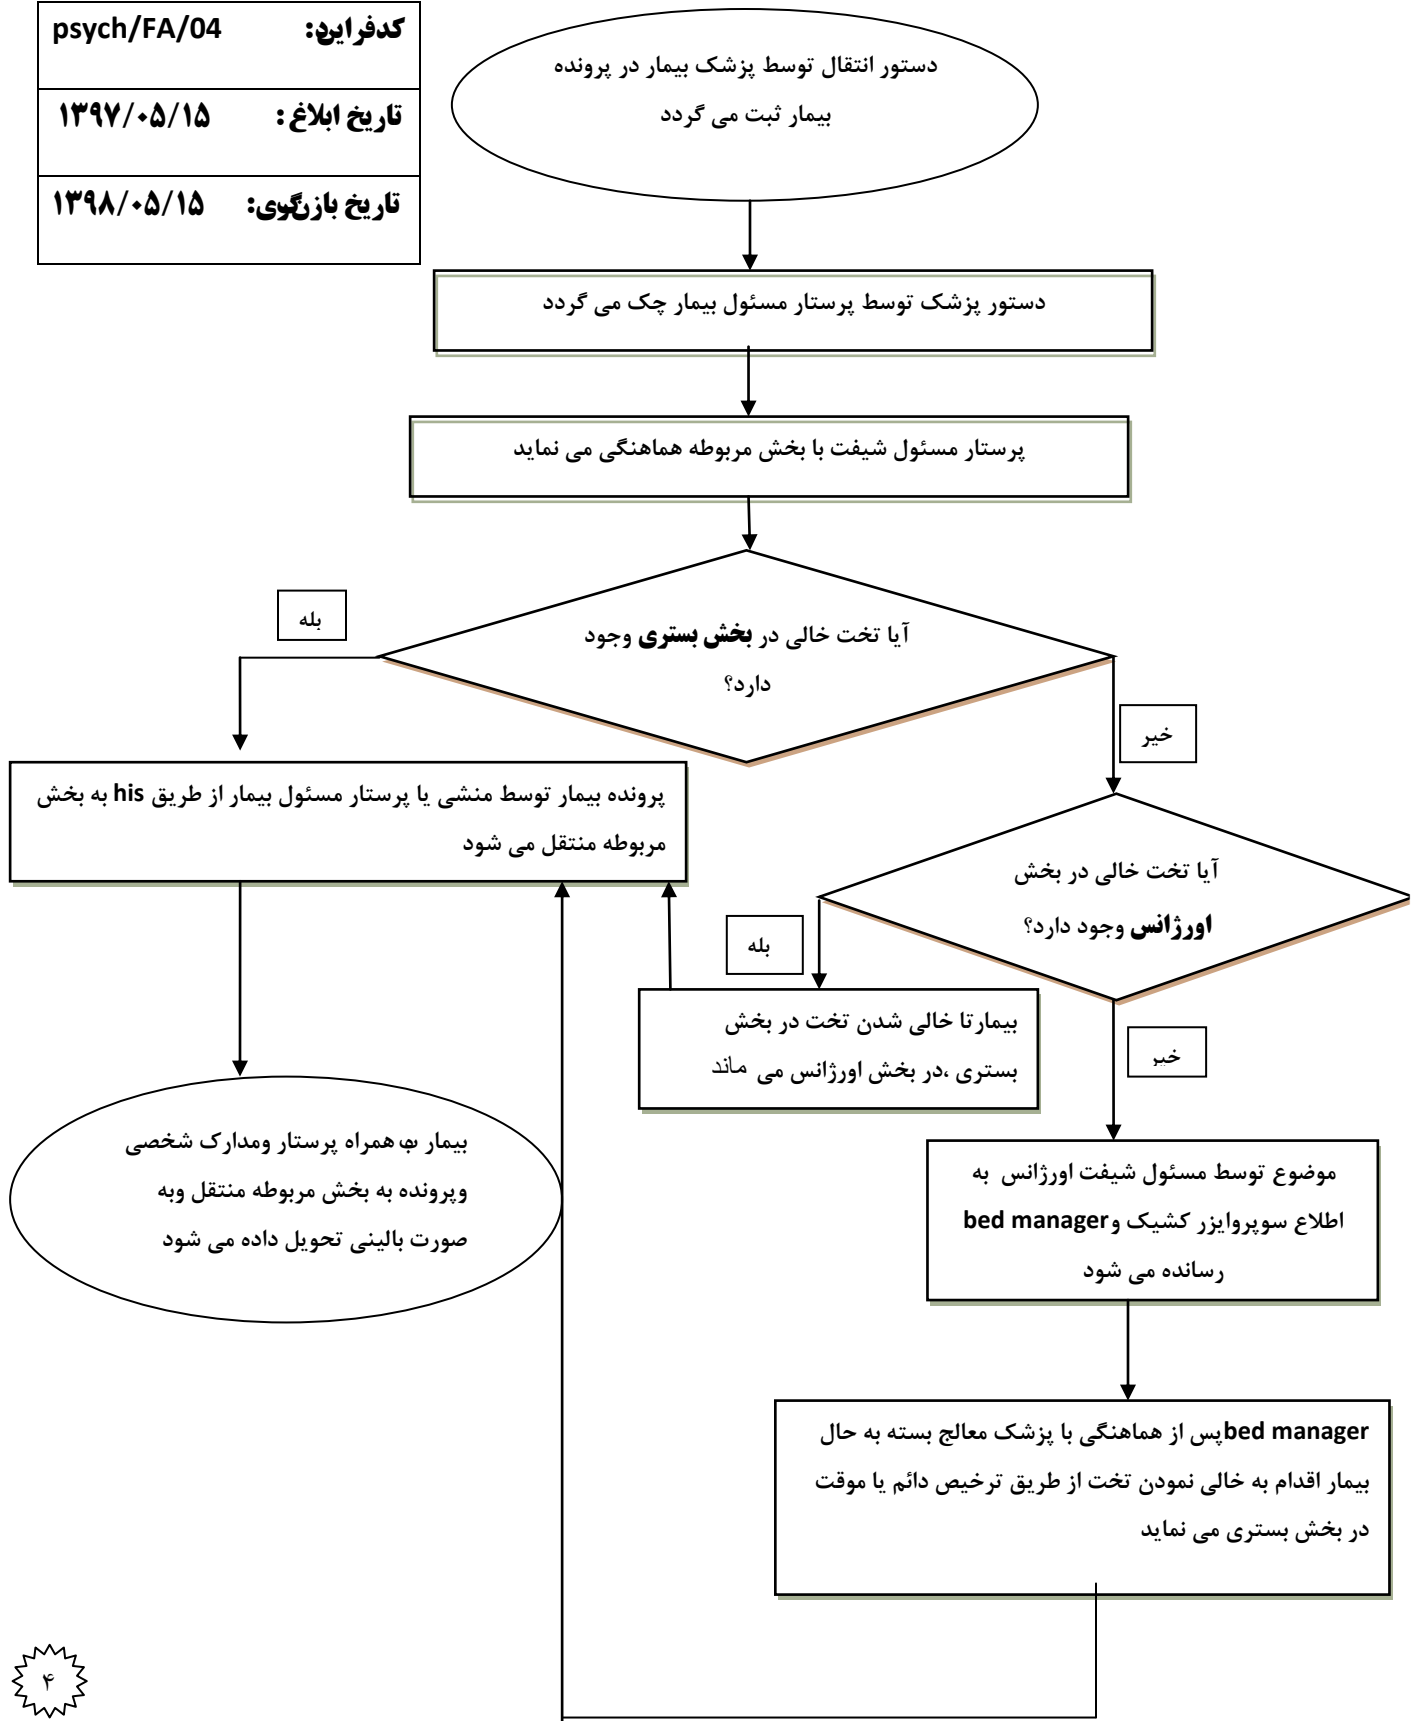 کدفرایند: psych/FA/04
تاریخ ابلاغ: ۱۳۹۷/۰۵/۱۵
تاریخ بازنگری: ۱۳۹۸/۰۵/۱۵
دستور انتقال توسط پزشک بیمار در پرونده
بیمار ثبت می گردد
دستور پزشک توسط پرستار مسئول بیمار چک می گردد
پرستار مسئول شیفت با بخش مربوطه هماهنگی می نماید
آیا تخت خالی در بخش بستری وجود
دارد؟
بله
خیر
پرونده بیمار توسط منشی یا پرستار مسئول بیمار از طریق his به بخش
مربوطه منتقل می شود
آیا تخت خالی در بخش
اورژانس وجود دارد؟
بله
خیر
بیمارتا خالی شدن تخت در بخش
بستری ،در بخش اورژانس می ماند
بیمار به همراه پرستار ومدارک شخصی
وپرونده به بخش مربوطه منتقل وبه
صورت بالینی تحویل داده می شود
موضوع توسط مسئول شیفت اورژانس به
اطلاع سوپروایزر کشیک وbed manager
رسانده می شود
bed managerپس از هماهنگی با پزشک معالج بسته به حال
بیمار اقدام به خالی نمودن تخت از طریق ترخیص دائم یا موقت
در بخش بستری می نماید
۴